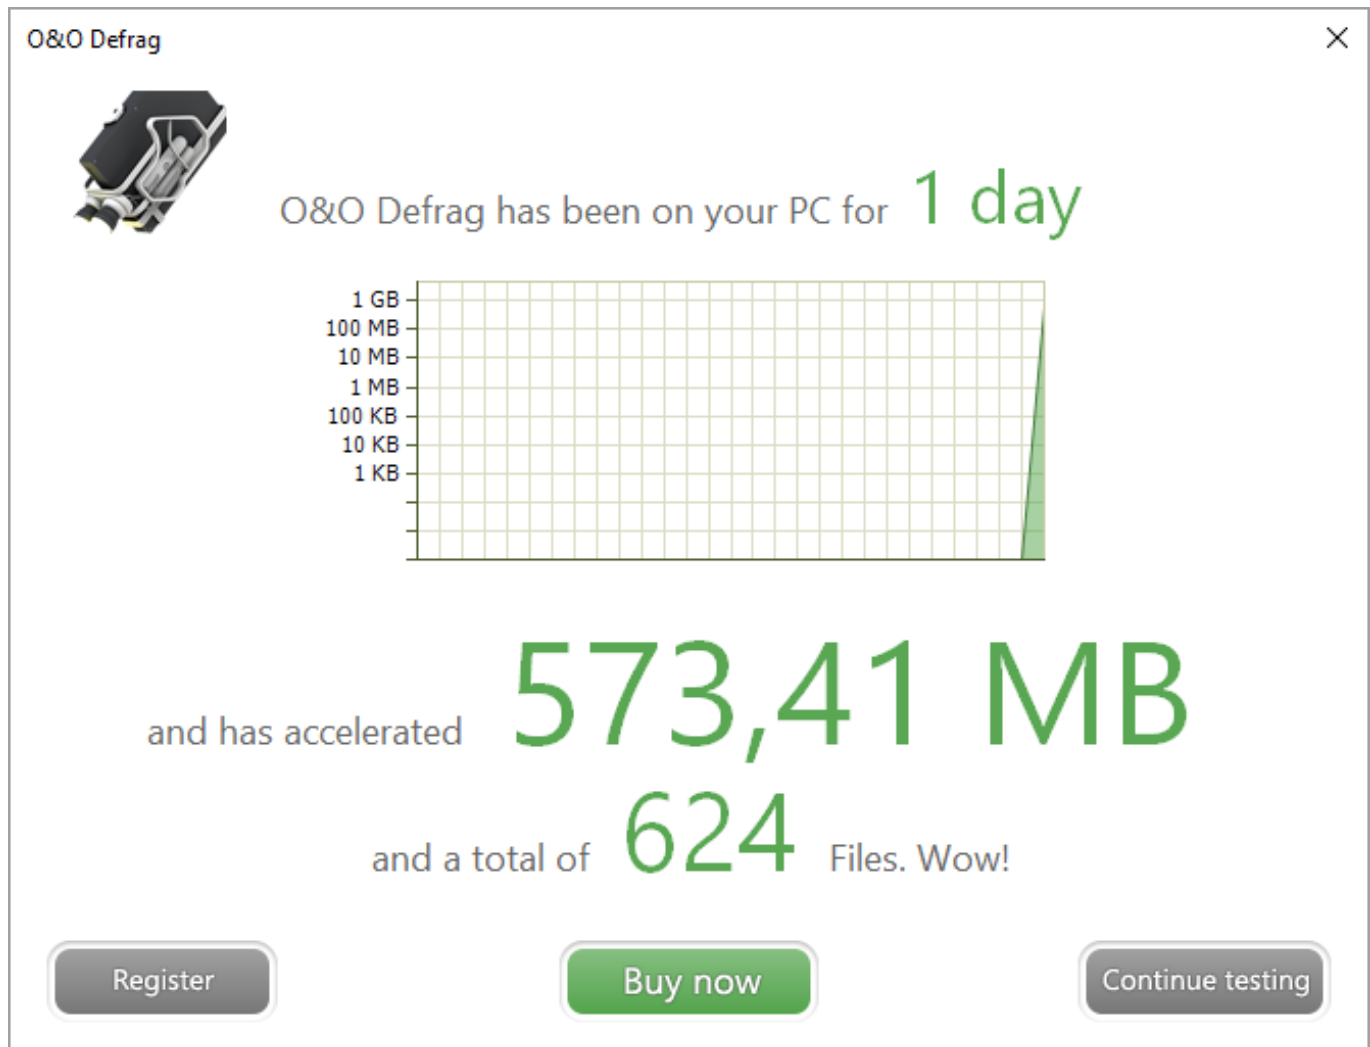 O&O Defrag
O&O Defrag has been on your PC for 1 day
1 GB
100 MB
10 MB
1 MB
100 KB
10 KB
1 KB
and has accelerated 573,41 MB
and a total of 624 Files. Wow!
Register
Buy now
Continue testing